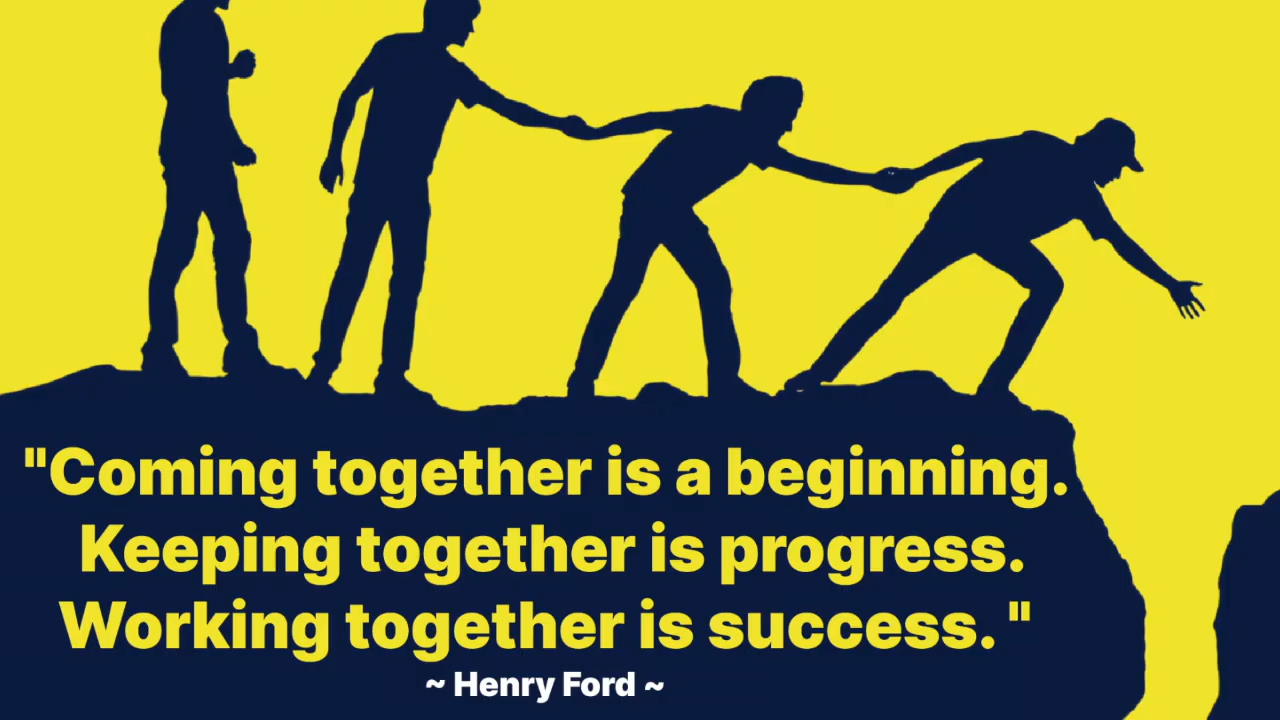 "Coming together is a beginning.
Keeping together is progress.
Working together is success. "
~ Henry Ford ~